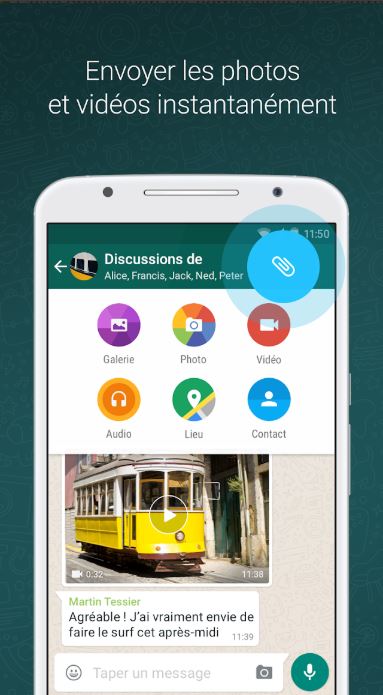 Envoyer les photos
et vidéos instantanément
11:50
Discussions de
Alice, Francis, Jack, Ned, Peter
Galerie Photo Vidéo
Audio Lieu Contact
0:32 11:38
Martin Tessier
Agréable ! J'ai vraiment envie de
faire le surf cet après-midi 11:39
Taper un message